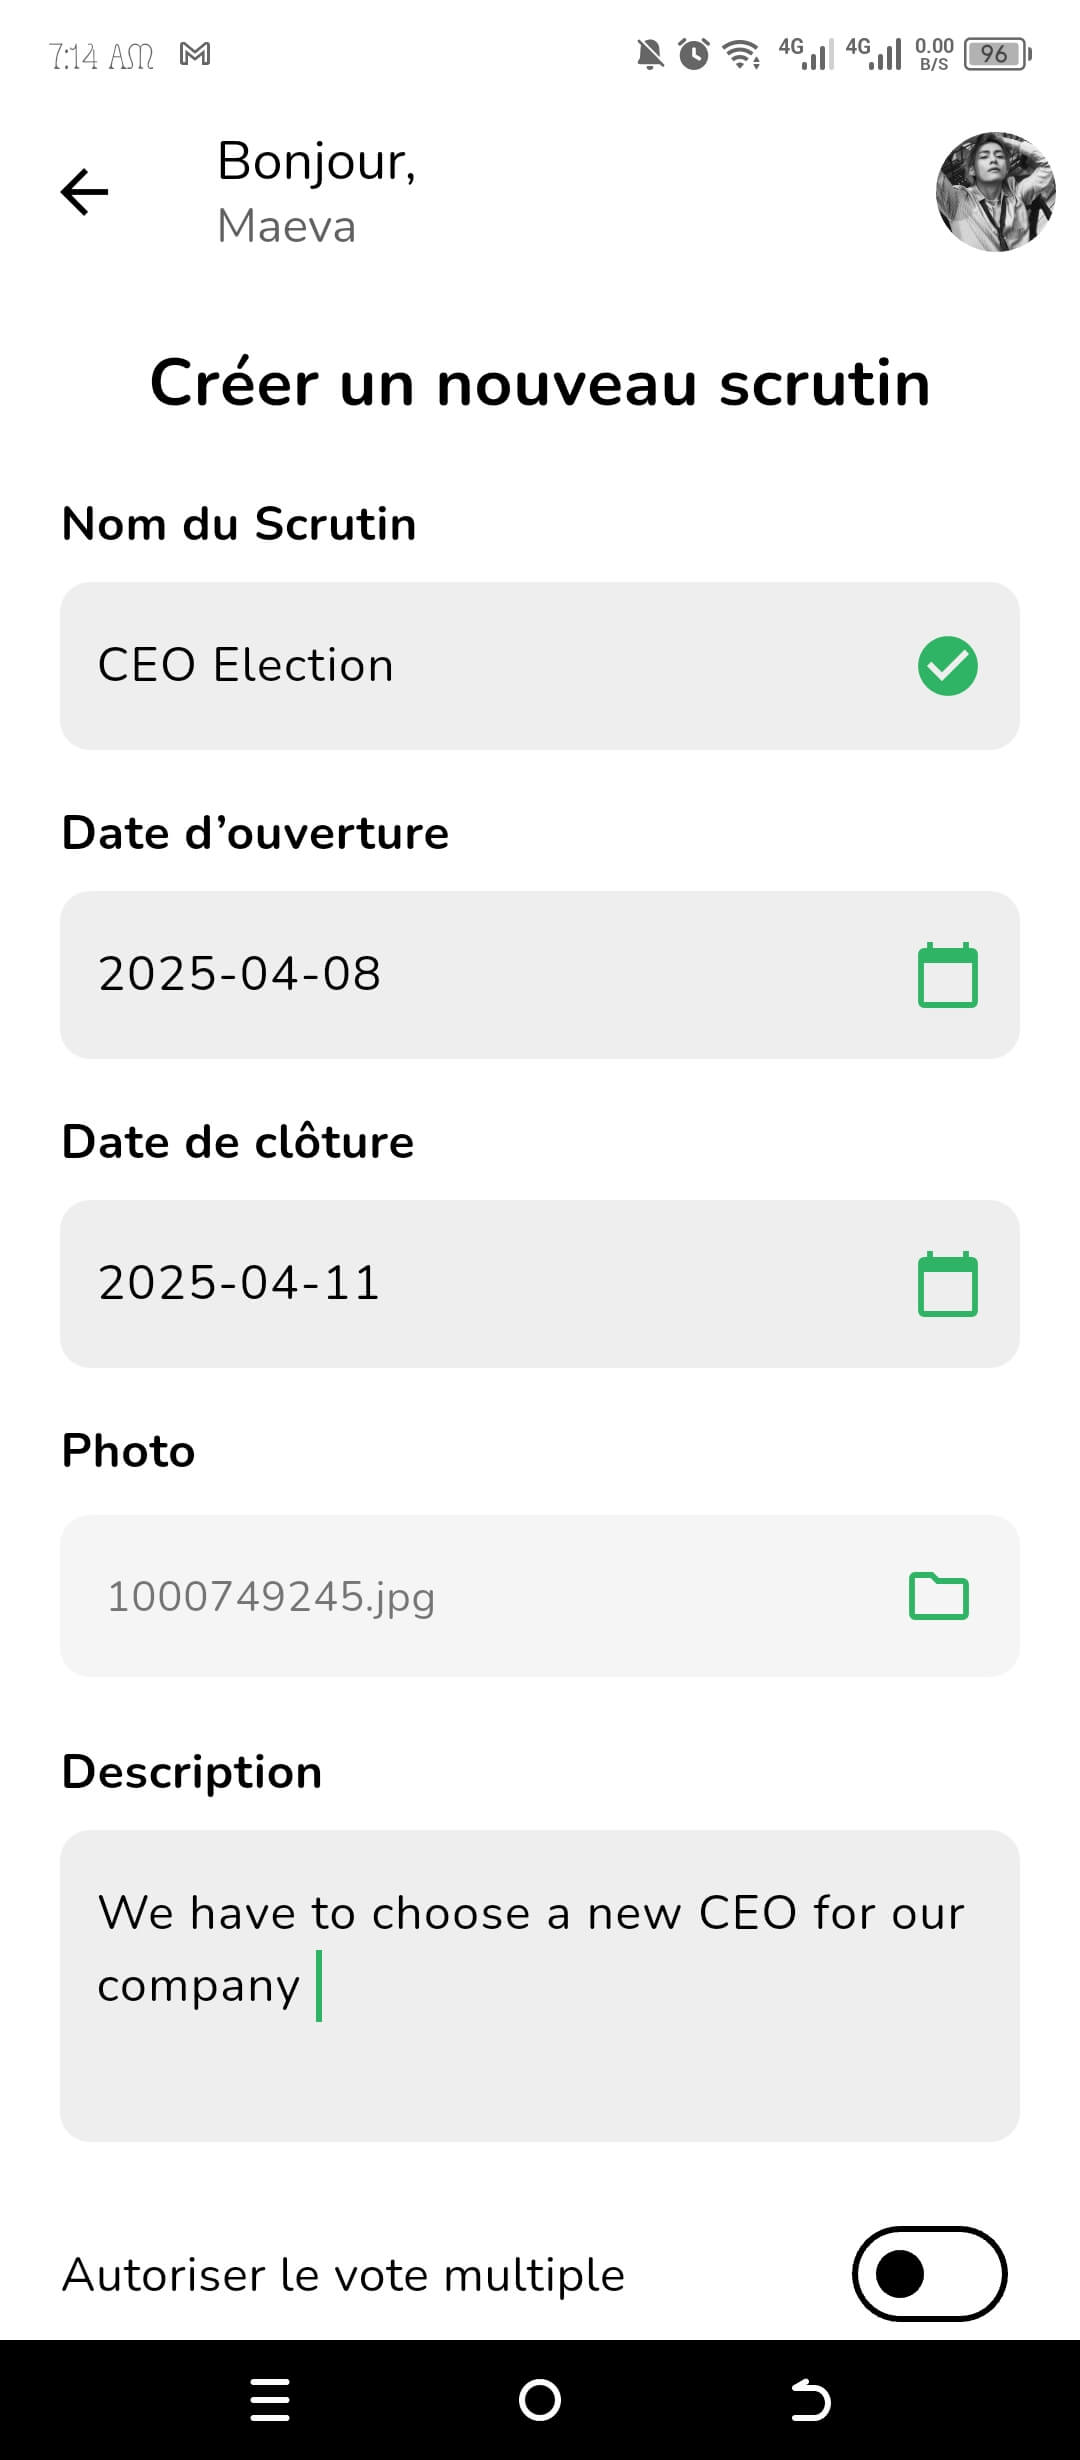 7:14 AM
4G 4G 0.00 B/S 96
Bonjour,
Maeva
Créer un nouveau scrutin
Nom du Scrutin
CEO Election
Date d’ouverture
2025-04-08
Date de clôture
2025-04-11
Photo
1000749245.jpg
Description
We have to choose a new CEO for our
company
Autoriser le vote multiple